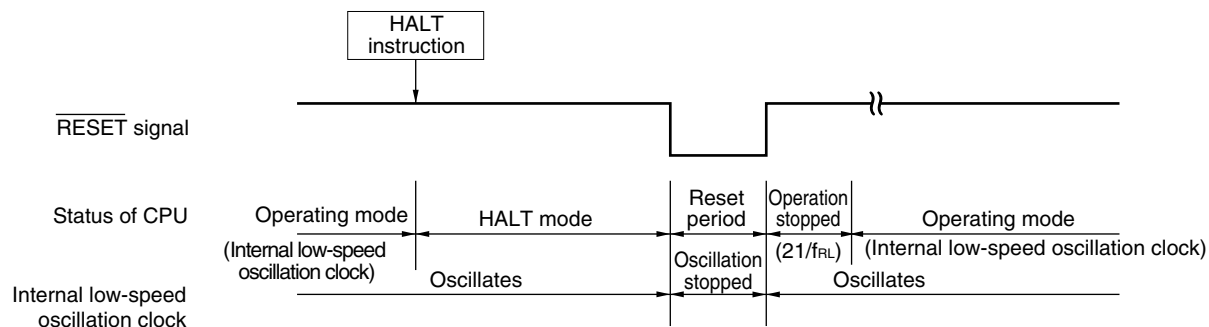 HALT
instruction
RESET signal
Status of CPU
Operating mode
(Internal low-speed
oscillation clock)
HALT mode
Reset
period
Operation
stopped
(21/fRL)
Operating mode
(Internal low-speed oscillation clock)
Internal low-speed
oscillation clock
Oscillates
Oscillation
stopped
Oscillates